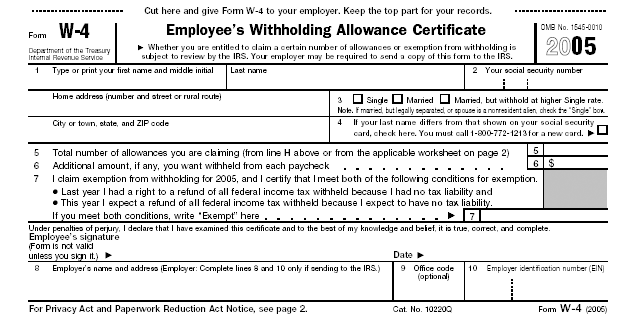 Cut here and give Form W-4 to your employer. Keep the top part for your records.
Form W-4
Department of the Treasury
Internal Revenue Service
Employee's Withholding Allowance Certificate
▶ Whether you are entitled to claim a certain number of allowances or exemption from withholding is
subject to review by the IRS. Your employer may be required to send a copy of this form to the IRS.
OMB No. 1545-0010
2005
1 Type or print your first name and middle initial
Last name
2 Your social security number
Home address (number and street or rural route)
3 Single Married Married, but withhold at higher Single rate.
Note. If married, but legally separated, or spouse is a nonresident alien, check the "Single" box.
City or town, state, and ZIP code
4 If your last name differs from that shown on your social security
card, check here. You must call 1-800-772-1213 for a new card. ▶
5 Total number of allowances you are claiming (from line H above or from the applicable worksheet on page 2) 5
6 Additional amount, if any, you want withheld from each paycheck . . . . . . . . . . . . . . 6 $
7 I claim exemption from withholding for 2005, and I certify that I meet both of the following conditions for exemption.
● Last year I had a right to a refund of all federal income tax withheld because I had no tax liability and
● This year I expect a refund of all federal income tax withheld because I expect to have no tax liability.
If you meet both conditions, write "Exempt" here . . . . . . . . . . . . . . ▶ 7
Under penalties of perjury, I declare that I have examined this certificate and to the best of my knowledge and belief, it is true, correct, and complete.
Employee's signature
(Form is not valid
unless you sign it.) ▶
Date ▶
8 Employer's name and address (Employer: Complete lines 8 and 10 only if sending to the IRS.)
9 Office code
(optional)
10 Employer identification number (EIN)
For Privacy Act and Paperwork Reduction Act Notice, see page 2.
Cat. No. 10220Q
Form W-4 (2005)